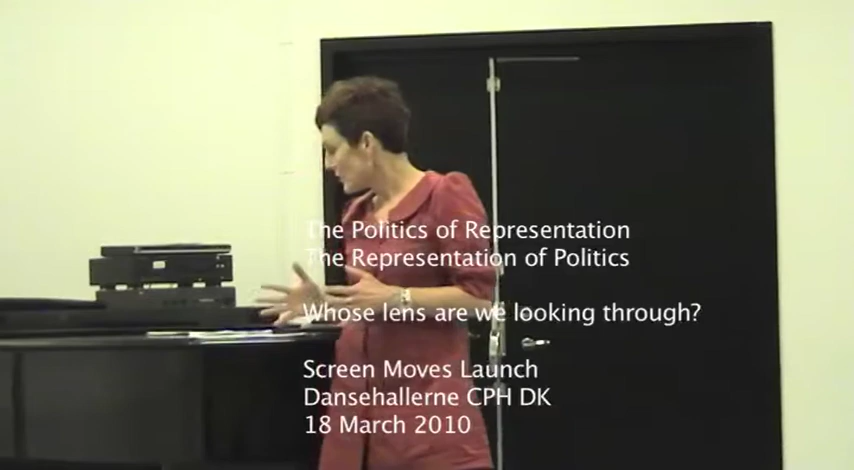 The Politics of Representation
The Representation of Politics
Whose lens are we looking through?
Screen Moves Launch
Dansehallerne CPH DK
18 March 2010